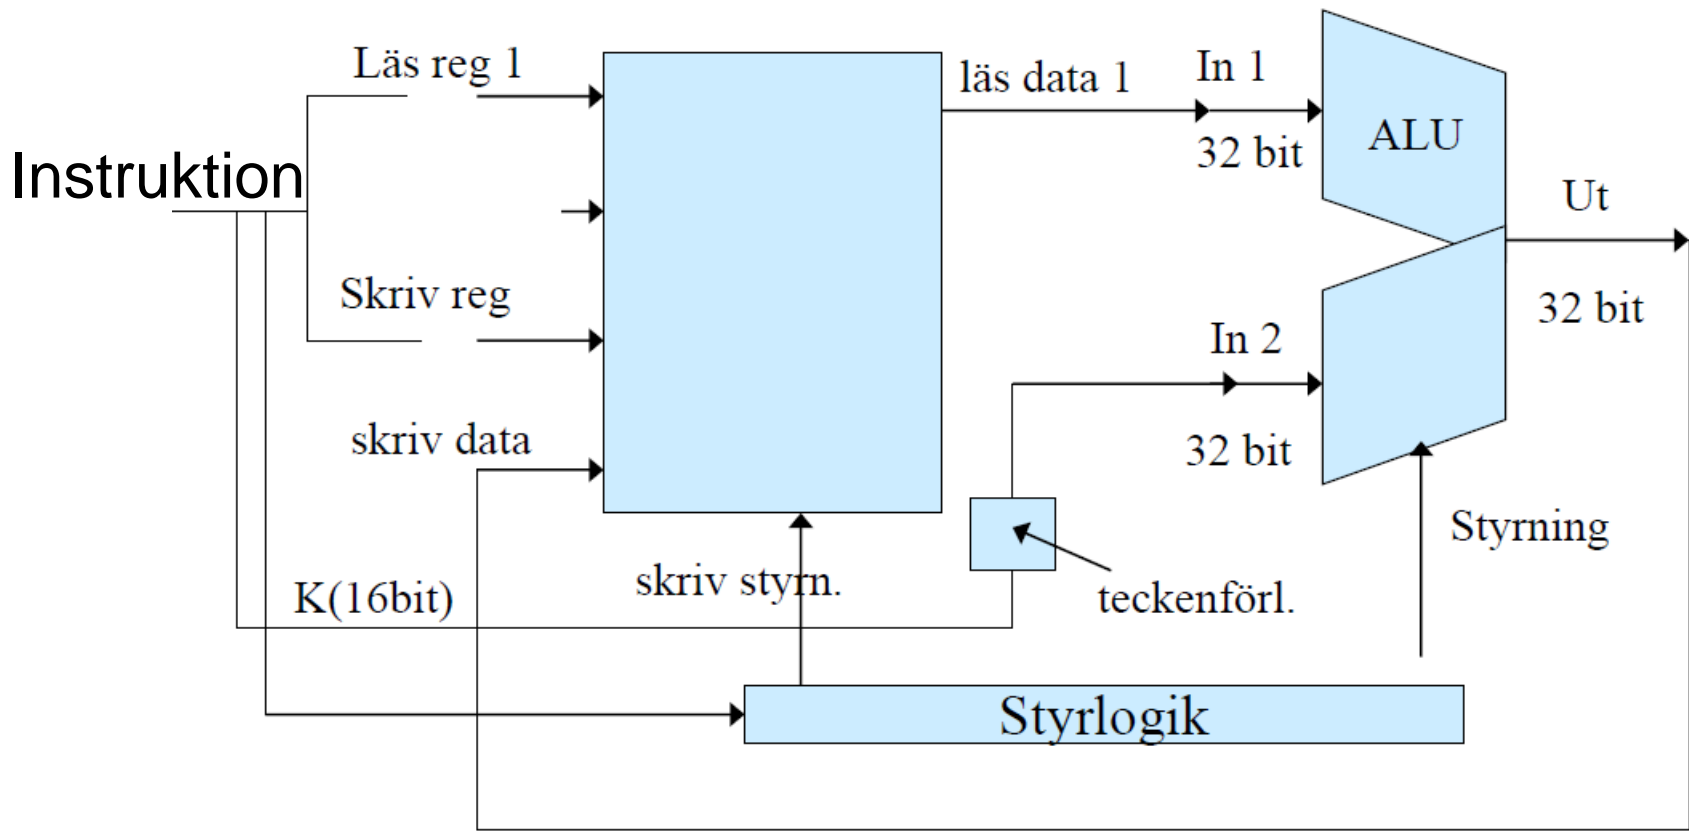 Läs reg 1
läs data 1
In 1
ALU
32 bit
Instruktion
Ut
Skriv reg
32 bit
In 2
skriv data
32 bit
Styrning
K(16bit)
skriv styrn.
teckenförl.
Styrlogik